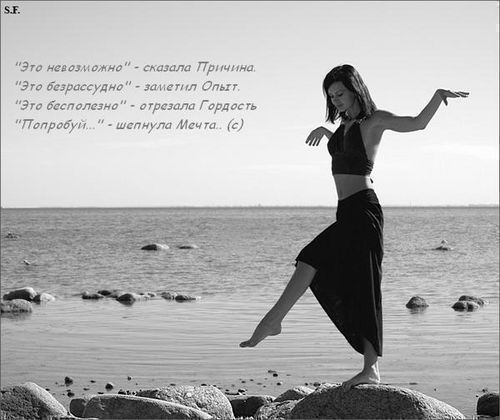 S.F.
"Это невозможно" - сказала Причина.
"Это безрассудно" - заметил Опыт.
"Это бесполезно" - отрезала Гордость
"Попробуй..." - шепнула Мечта.. (с)